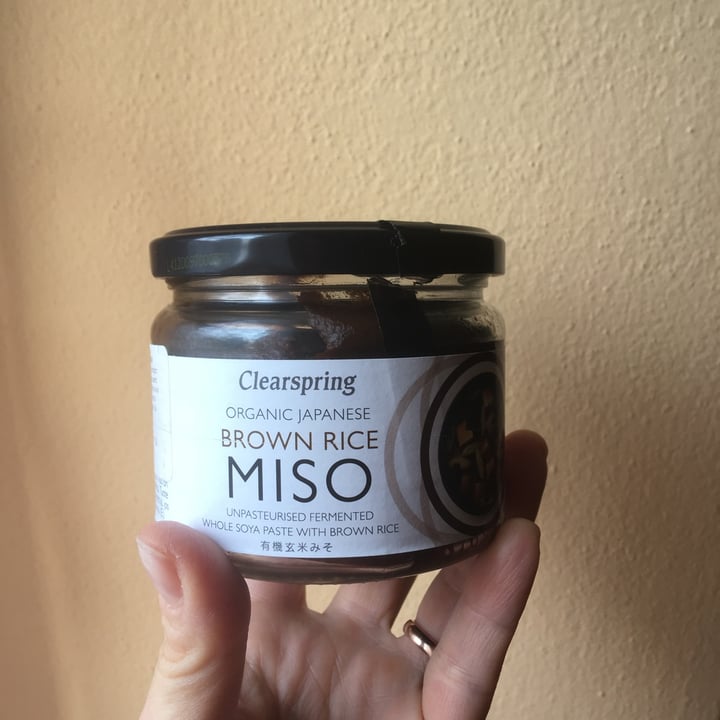 Clearspring
ORGANIC JAPANESE
BROWN RICE
MISO
UNPASTEURISED FERMENTED
WHOLE SOYA PASTE WITH BROWN RICE
有機玄米みそ